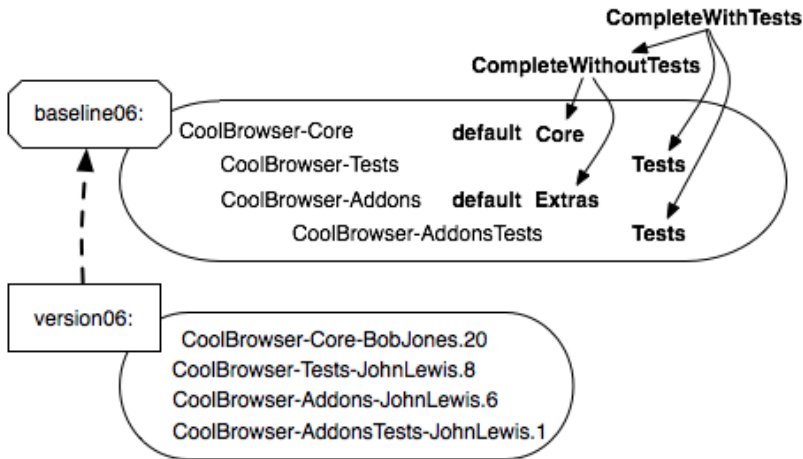 CompleteWithTests
CompleteWithoutTests
baseline06:
CoolBrowser-Core default Core
CoolBrowser-Tests Tests
CoolBrowser-Addons default Extras
CoolBrowser-AddonsTests Tests
version06:
CoolBrowser-Core-BobJones.20
CoolBrowser-Tests-JohnLewis.8
CoolBrowser-Addons-JohnLewis.6
CoolBrowser-AddonsTests-JohnLewis.1